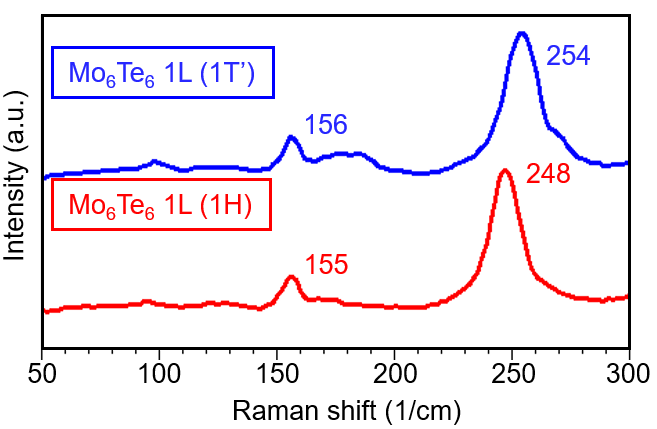 Mo₆Te₆ 1L (1T’)
254
156
Mo₆Te₆ 1L (1H)
248
155
Intensity (a.u.)
50 100 150 200 250 300
Raman shift (1/cm)